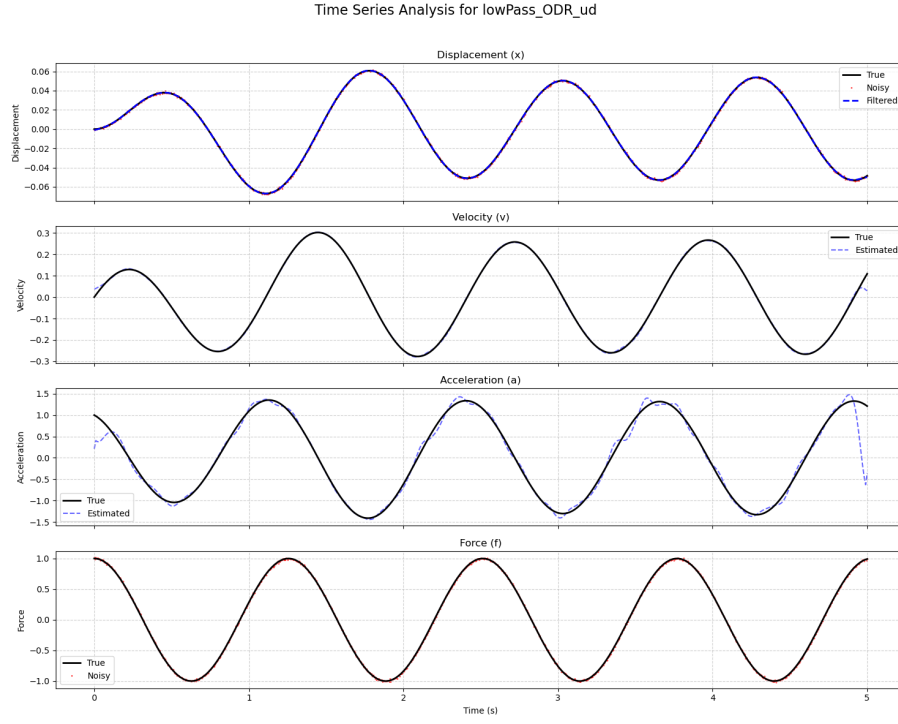 Time Series Analysis for lowPass_ODR_ud
Displacement (x)
Displacement
0.06
0.04
0.02
0.00
−0.02
−0.04
−0.06
True
Noisy
Filtered
Velocity (v)
Velocity
0.3
0.2
0.1
0.0
−0.1
−0.2
−0.3
True
Estimated
Acceleration (a)
Acceleration
1.5
1.0
0.5
0.0
−0.5
−1.0
−1.5
True
Estimated
Force (f)
Force
1.0
0.5
0.0
−0.5
−1.0
True
Noisy
0 1 2 3 4 5
Time (s)